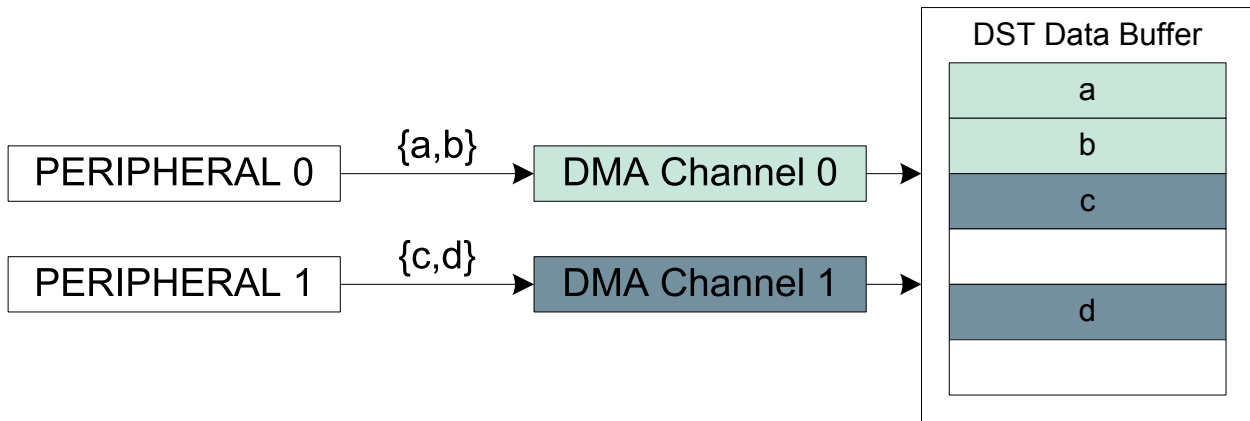 DST Data Buffer
a
b
c
d
PERIPHERAL 0
{a,b}
DMA Channel 0
PERIPHERAL 1
{c,d}
DMA Channel 1